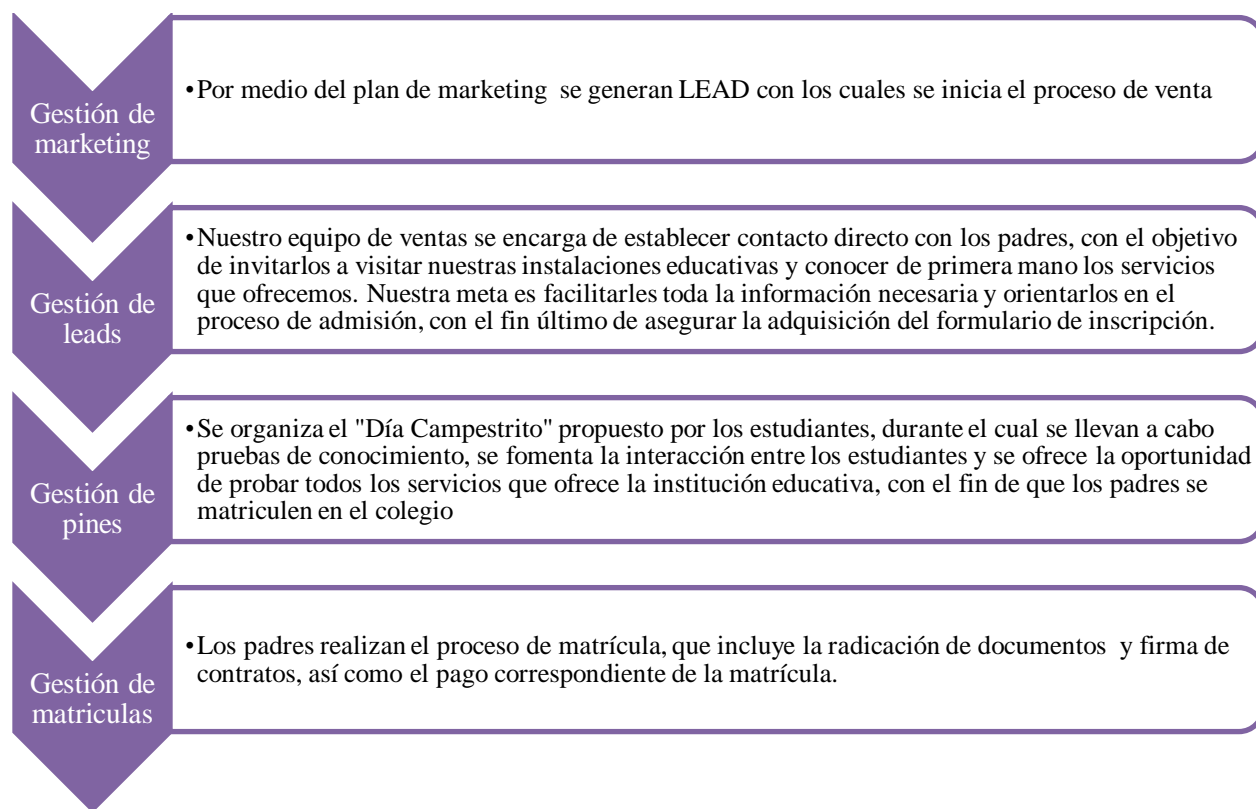 Gestión de
marketing
•Por medio del plan de marketing  se generan LEAD con los cuales se inicia el proceso de venta
Gestión de
leads
•Nuestro equipo de ventas se encarga de establecer contacto directo con los padres, con el objetivo
de invitarlos a visitar nuestras instalaciones educativas y conocer de primera mano los servicios
que ofrecemos. Nuestra meta es facilitarles toda la información necesaria y orientarlos en el
proceso de admisión, con el fin último de asegurar la adquisición del formulario de inscripción.
Gestión de
pines
•Se organiza el "Día Campestrito" propuesto por los estudiantes, durante el cual se llevan a cabo
pruebas de conocimiento, se fomenta la interacción entre los estudiantes y se ofrece la oportunidad
de probar todos los servicios que ofrece la institución educativa, con el fin de que los padres se
matriculen en el colegio
Gestión de
matriculas
•Los padres realizan el proceso de matrícula, que incluye la radicación de documentos  y firma de
contratos, así como el pago correspondiente de la matrícula.